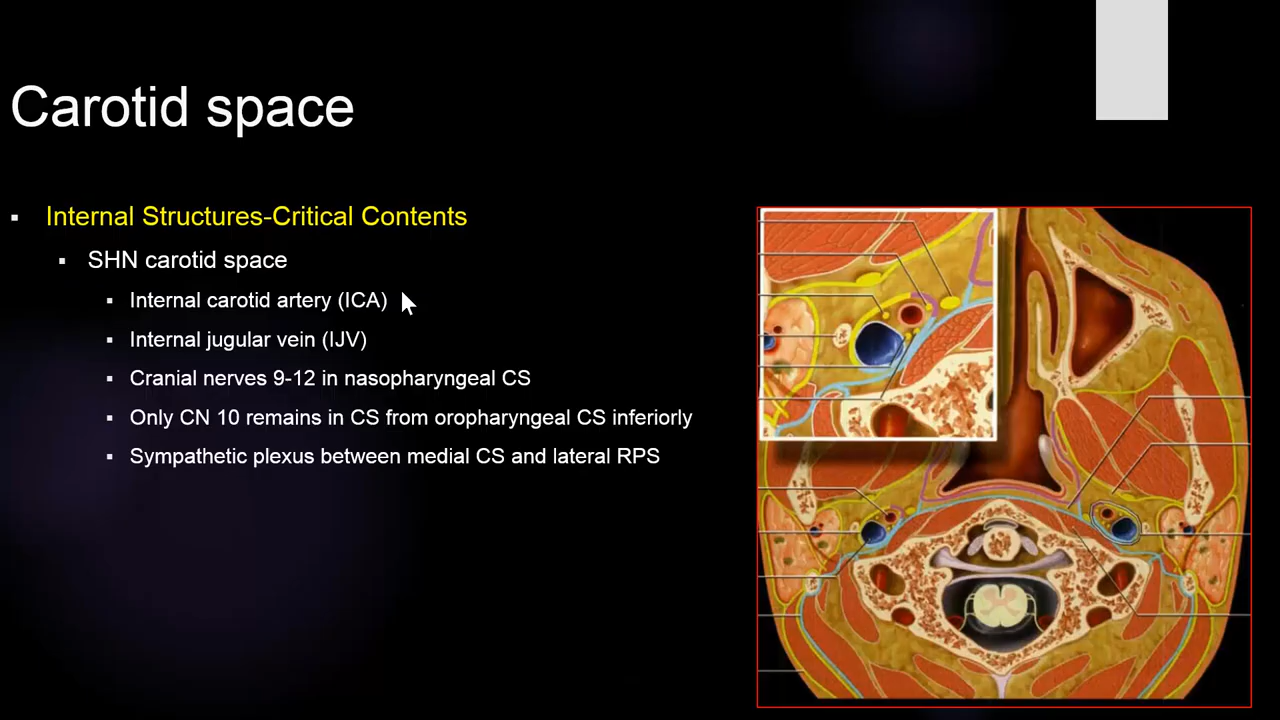 Carotid space
Internal Structures-Critical Contents
SHN carotid space
Internal carotid artery (ICA)
Internal jugular vein (IJV)
Cranial nerves 9-12 in nasopharyngeal CS
Only CN 10 remains in CS from oropharyngeal CS inferiorly
Sympathetic plexus between medial CS and lateral RPS